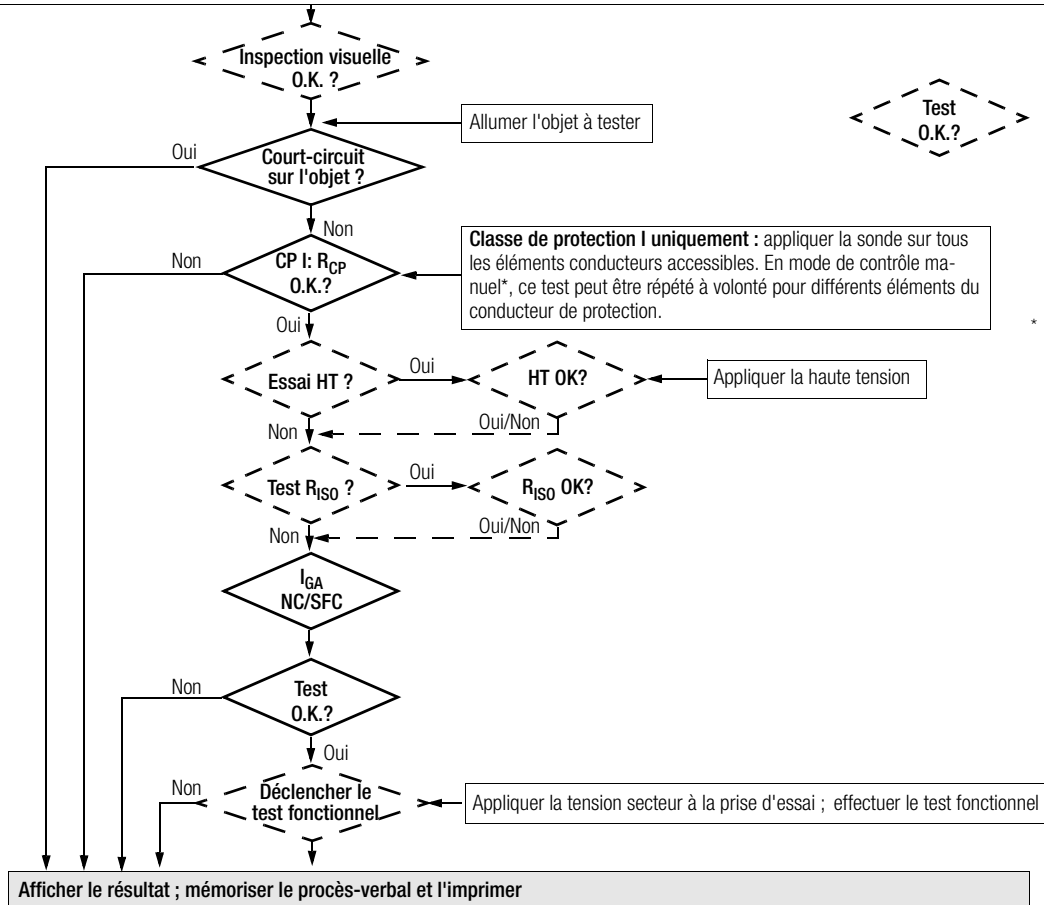 Inspection visuelle
O.K. ?
Test
O.K.?
Allumer l'objet à tester
Oui
Court-circuit
sur l'objet ?
Non
Non
CP I: RCP
O.K.?
Classe de protection I uniquement : appliquer la sonde sur tous
les éléments conducteurs accessibles. En mode de contrôle ma-
nuel*, ce test peut être répété à volonté pour différents éléments du
conducteur de protection.
*
Oui
Essai HT ?
Oui
HT OK?
Appliquer la haute tension
Oui/Non
Non
Test RISO ?
Oui
RISO OK?
Oui/Non
Non
IGA
NC/SFC
Non
Test
O.K.?
Oui
Non
Déclencher le
test fonctionnel
Appliquer la tension secteur à la prise d'essai ; effectuer le test fonctionnel
Afficher le résultat ; mémoriser le procès-verbal et l'imprimer